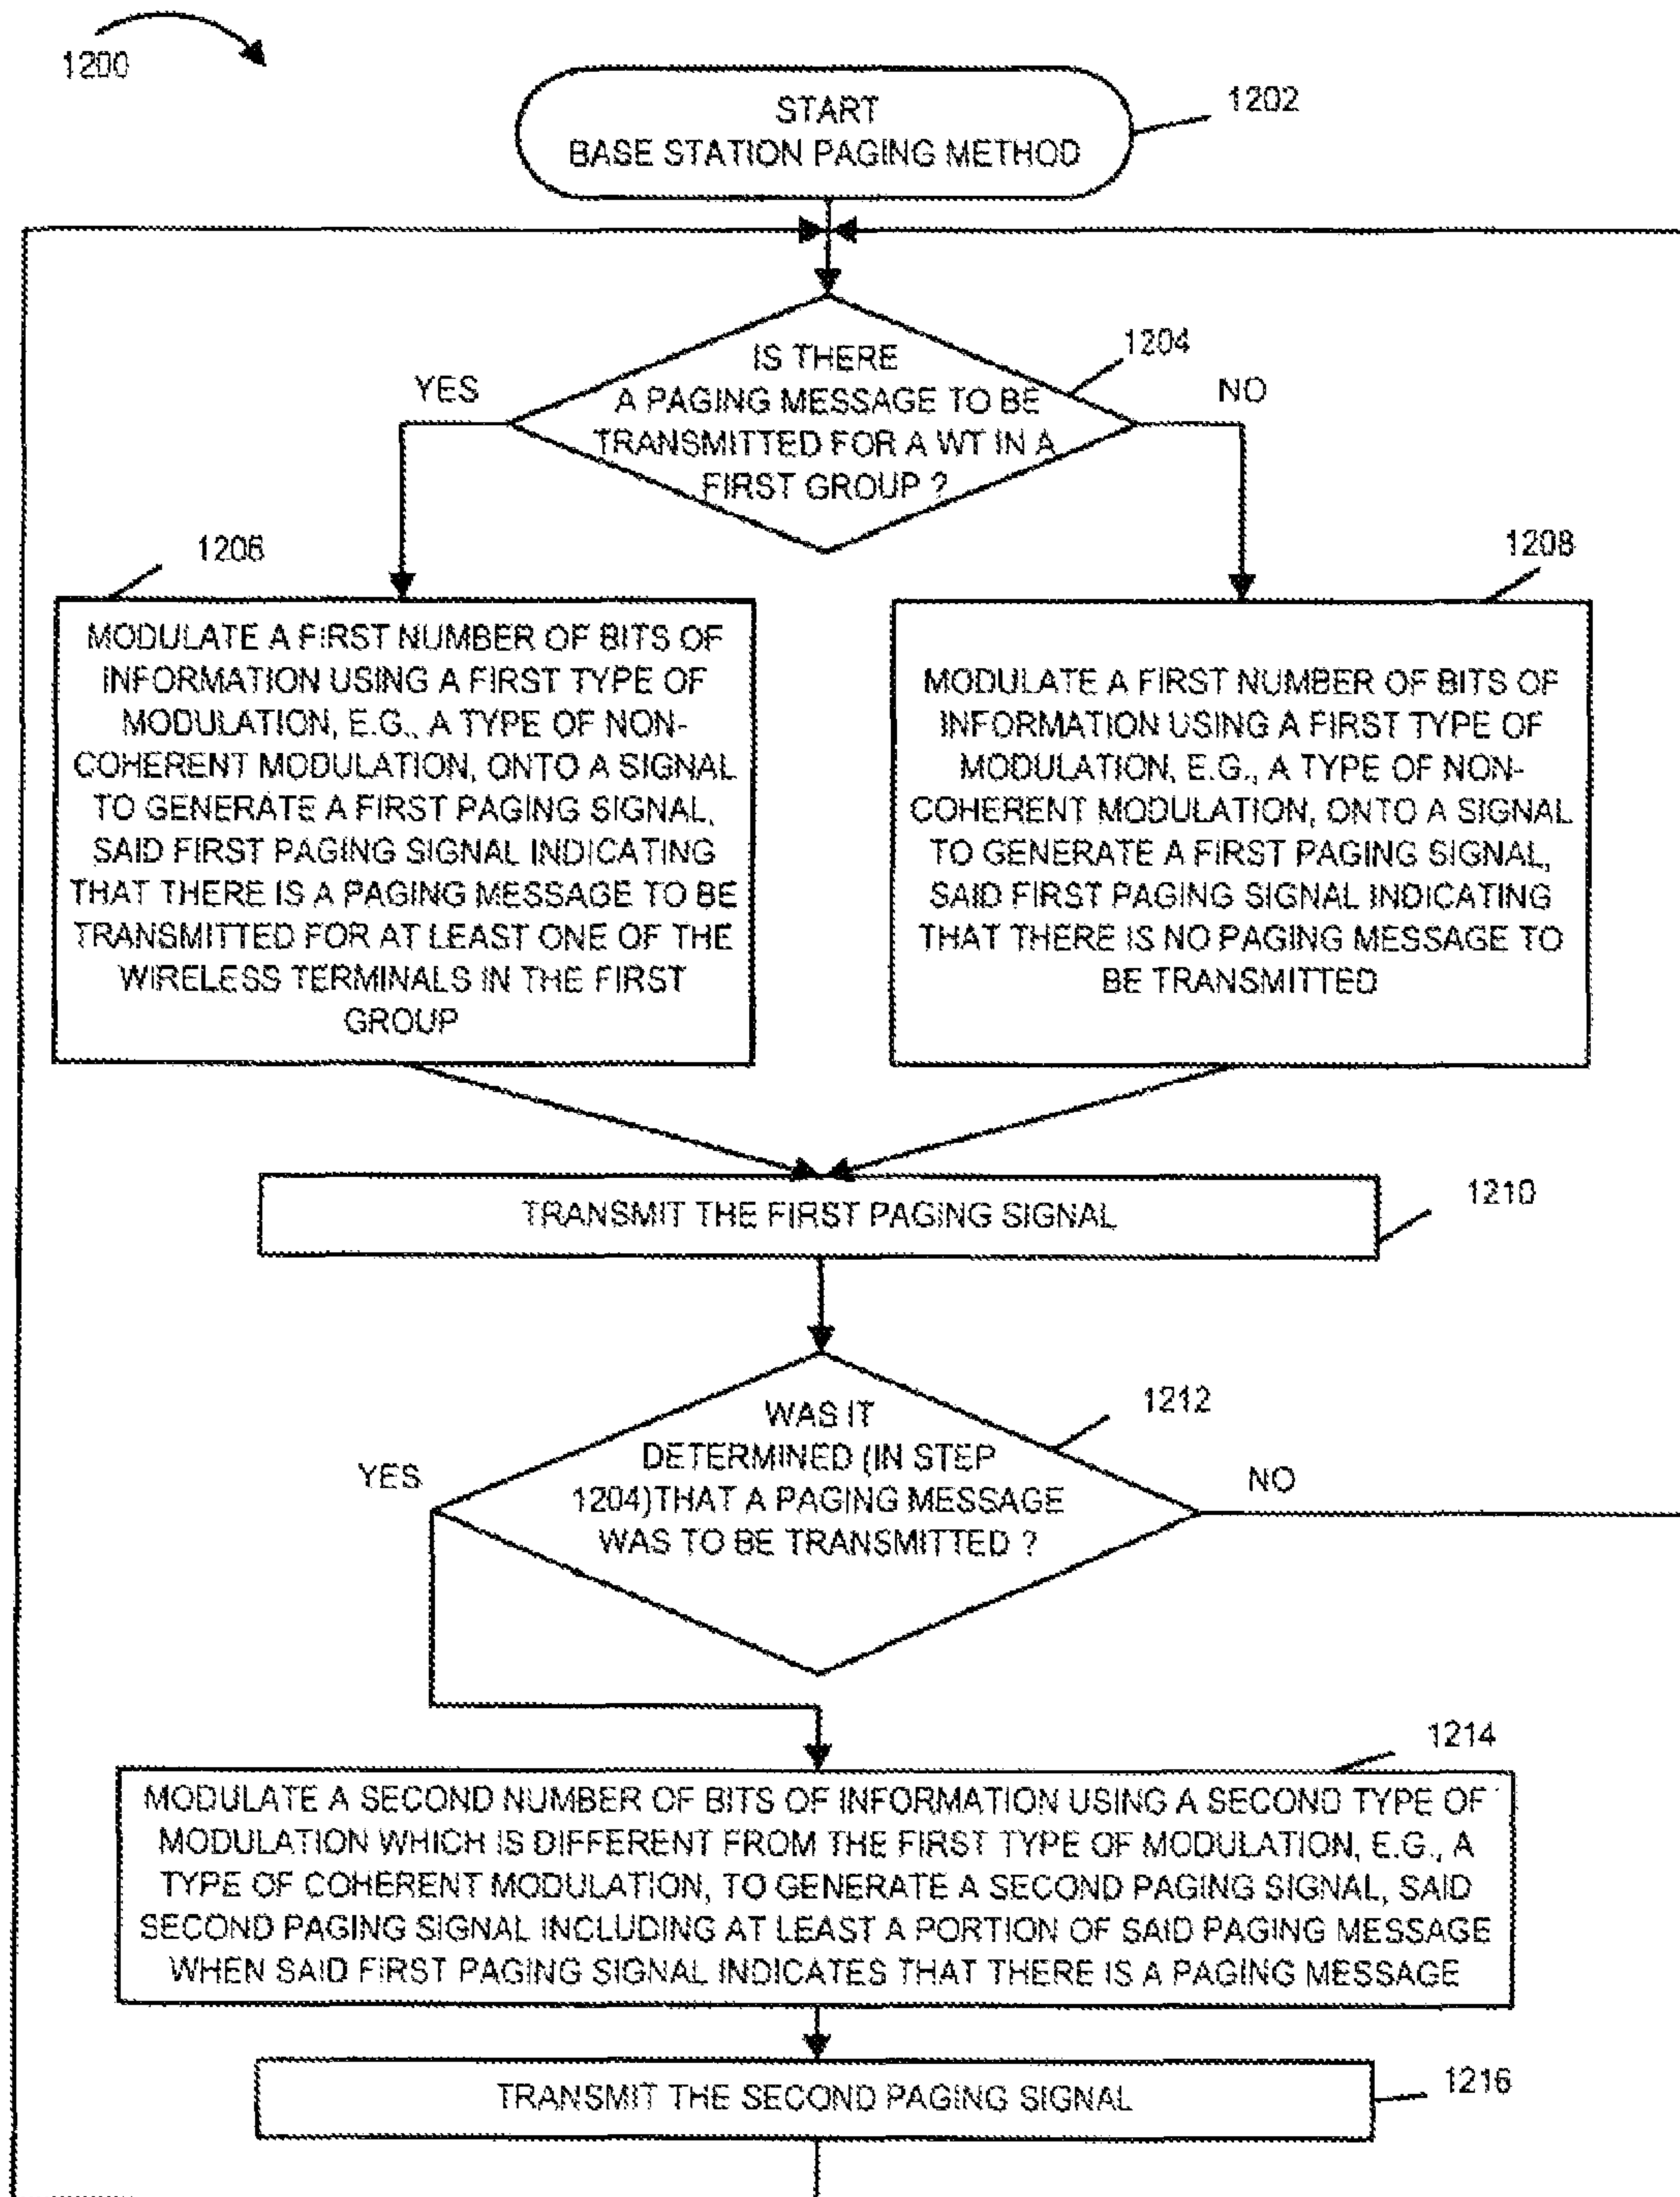 1200
START
BASE STATION PAGING METHOD
1202
IS THERE
A PAGING MESSAGE TO BE
TRANSMITTED FOR A WT IN A
FIRST GROUP ?
1204
YES
NO
1206
MODULATE A FIRST NUMBER OF BITS OF
INFORMATION USING A FIRST TYPE OF
MODULATION, E.G., A TYPE OF NON-
COHERENT MODULATION, ONTO A SIGNAL
TO GENERATE A FIRST PAGING SIGNAL,
SAID FIRST PAGING SIGNAL INDICATING
THAT THERE IS A PAGING MESSAGE TO BE
TRANSMITTED FOR AT LEAST ONE OF THE
WIRELESS TERMINALS IN THE FIRST
GROUP
1208
MODULATE A FIRST NUMBER OF BITS OF
INFORMATION USING A FIRST TYPE OF
MODULATION, E.G., A TYPE OF NON-
COHERENT MODULATION, ONTO A SIGNAL
TO GENERATE A FIRST PAGING SIGNAL,
SAID FIRST PAGING SIGNAL INDICATING
THAT THERE IS NO PAGING MESSAGE TO
BE TRANSMITTED
TRANSMIT THE FIRST PAGING SIGNAL
1210
WAS IT
DETERMINED (IN STEP
1204)THAT A PAGING MESSAGE
WAS TO BE TRANSMITTED ?
1212
YES
NO
1214
MODULATE A SECOND NUMBER OF BITS OF INFORMATION USING A SECOND TYPE OF
MODULATION WHICH IS DIFFERENT FROM THE FIRST TYPE OF MODULATION, E.G., A
TYPE OF COHERENT MODULATION, TO GENERATE A SECOND PAGING SIGNAL, SAID
SECOND PAGING SIGNAL INCLUDING AT LEAST A PORTION OF SAID PAGING MESSAGE
WHEN SAID FIRST PAGING SIGNAL INDICATES THAT THERE IS A PAGING MESSAGE
TRANSMIT THE SECOND PAGING SIGNAL
1216